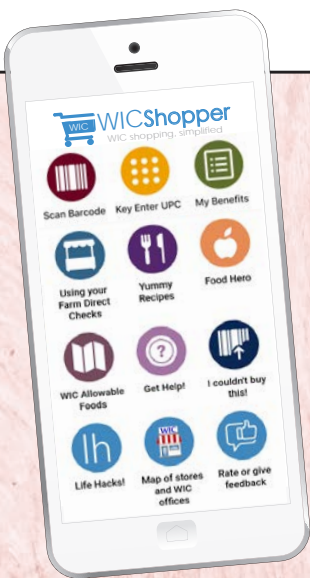 WIC
WICShopper
WIC shopping, simplified
Scan Barcode
Key Enter UPC
My Benefits
Using your
Farm Direct
Checks
Yummy
Recipes
Food Hero
WIC Allowable
Foods
?
Get Help!
I couldn't buy
this!
lh
Life Hacks!
WIC
Map of stores
and WIC
offices
Rate or give
feedback